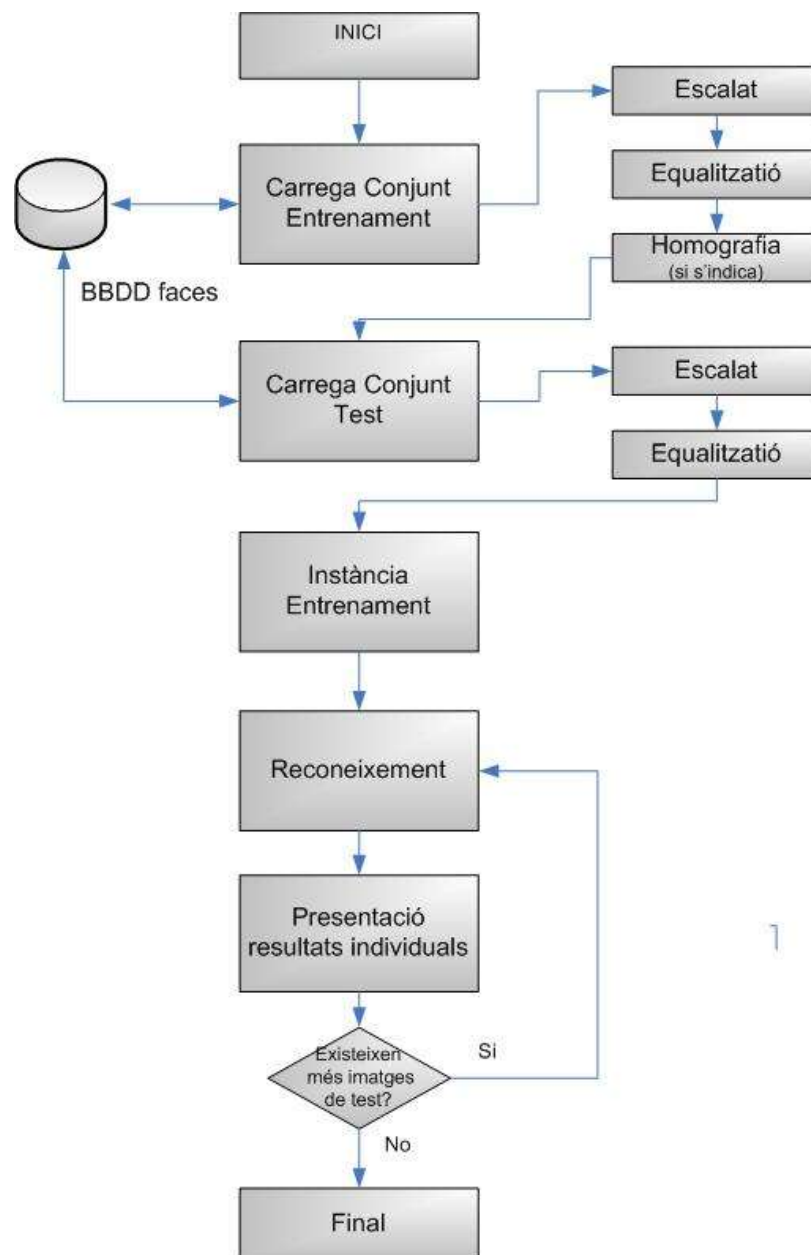 INICI
Escalat
Carrega Conjunt
Entrenament
Equalització
Homografia
(si s´indica)
BBDD faces
Carrega Conjunt
Test
Escalat
Equalització
Instància
Entrenament
Reconeixement
Presentació
resultats individuals
Existeixen
més imatges
de test?
Si
No
Final